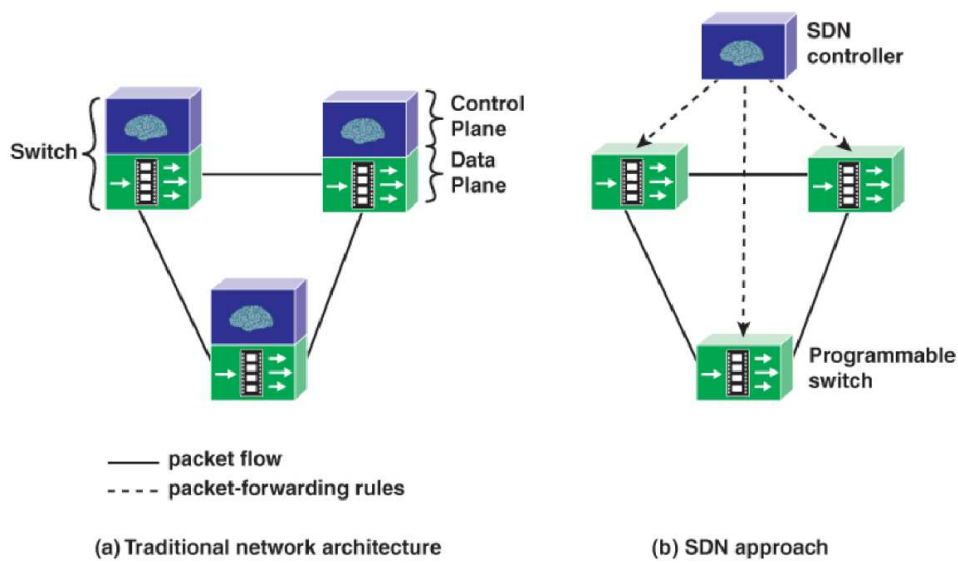 SDN
controller
Control
Plane
Switch
Data
Plane
Programmable
switch
packet flow
packet-forwarding rules
(a) Traditional network architecture
(b) SDN approach